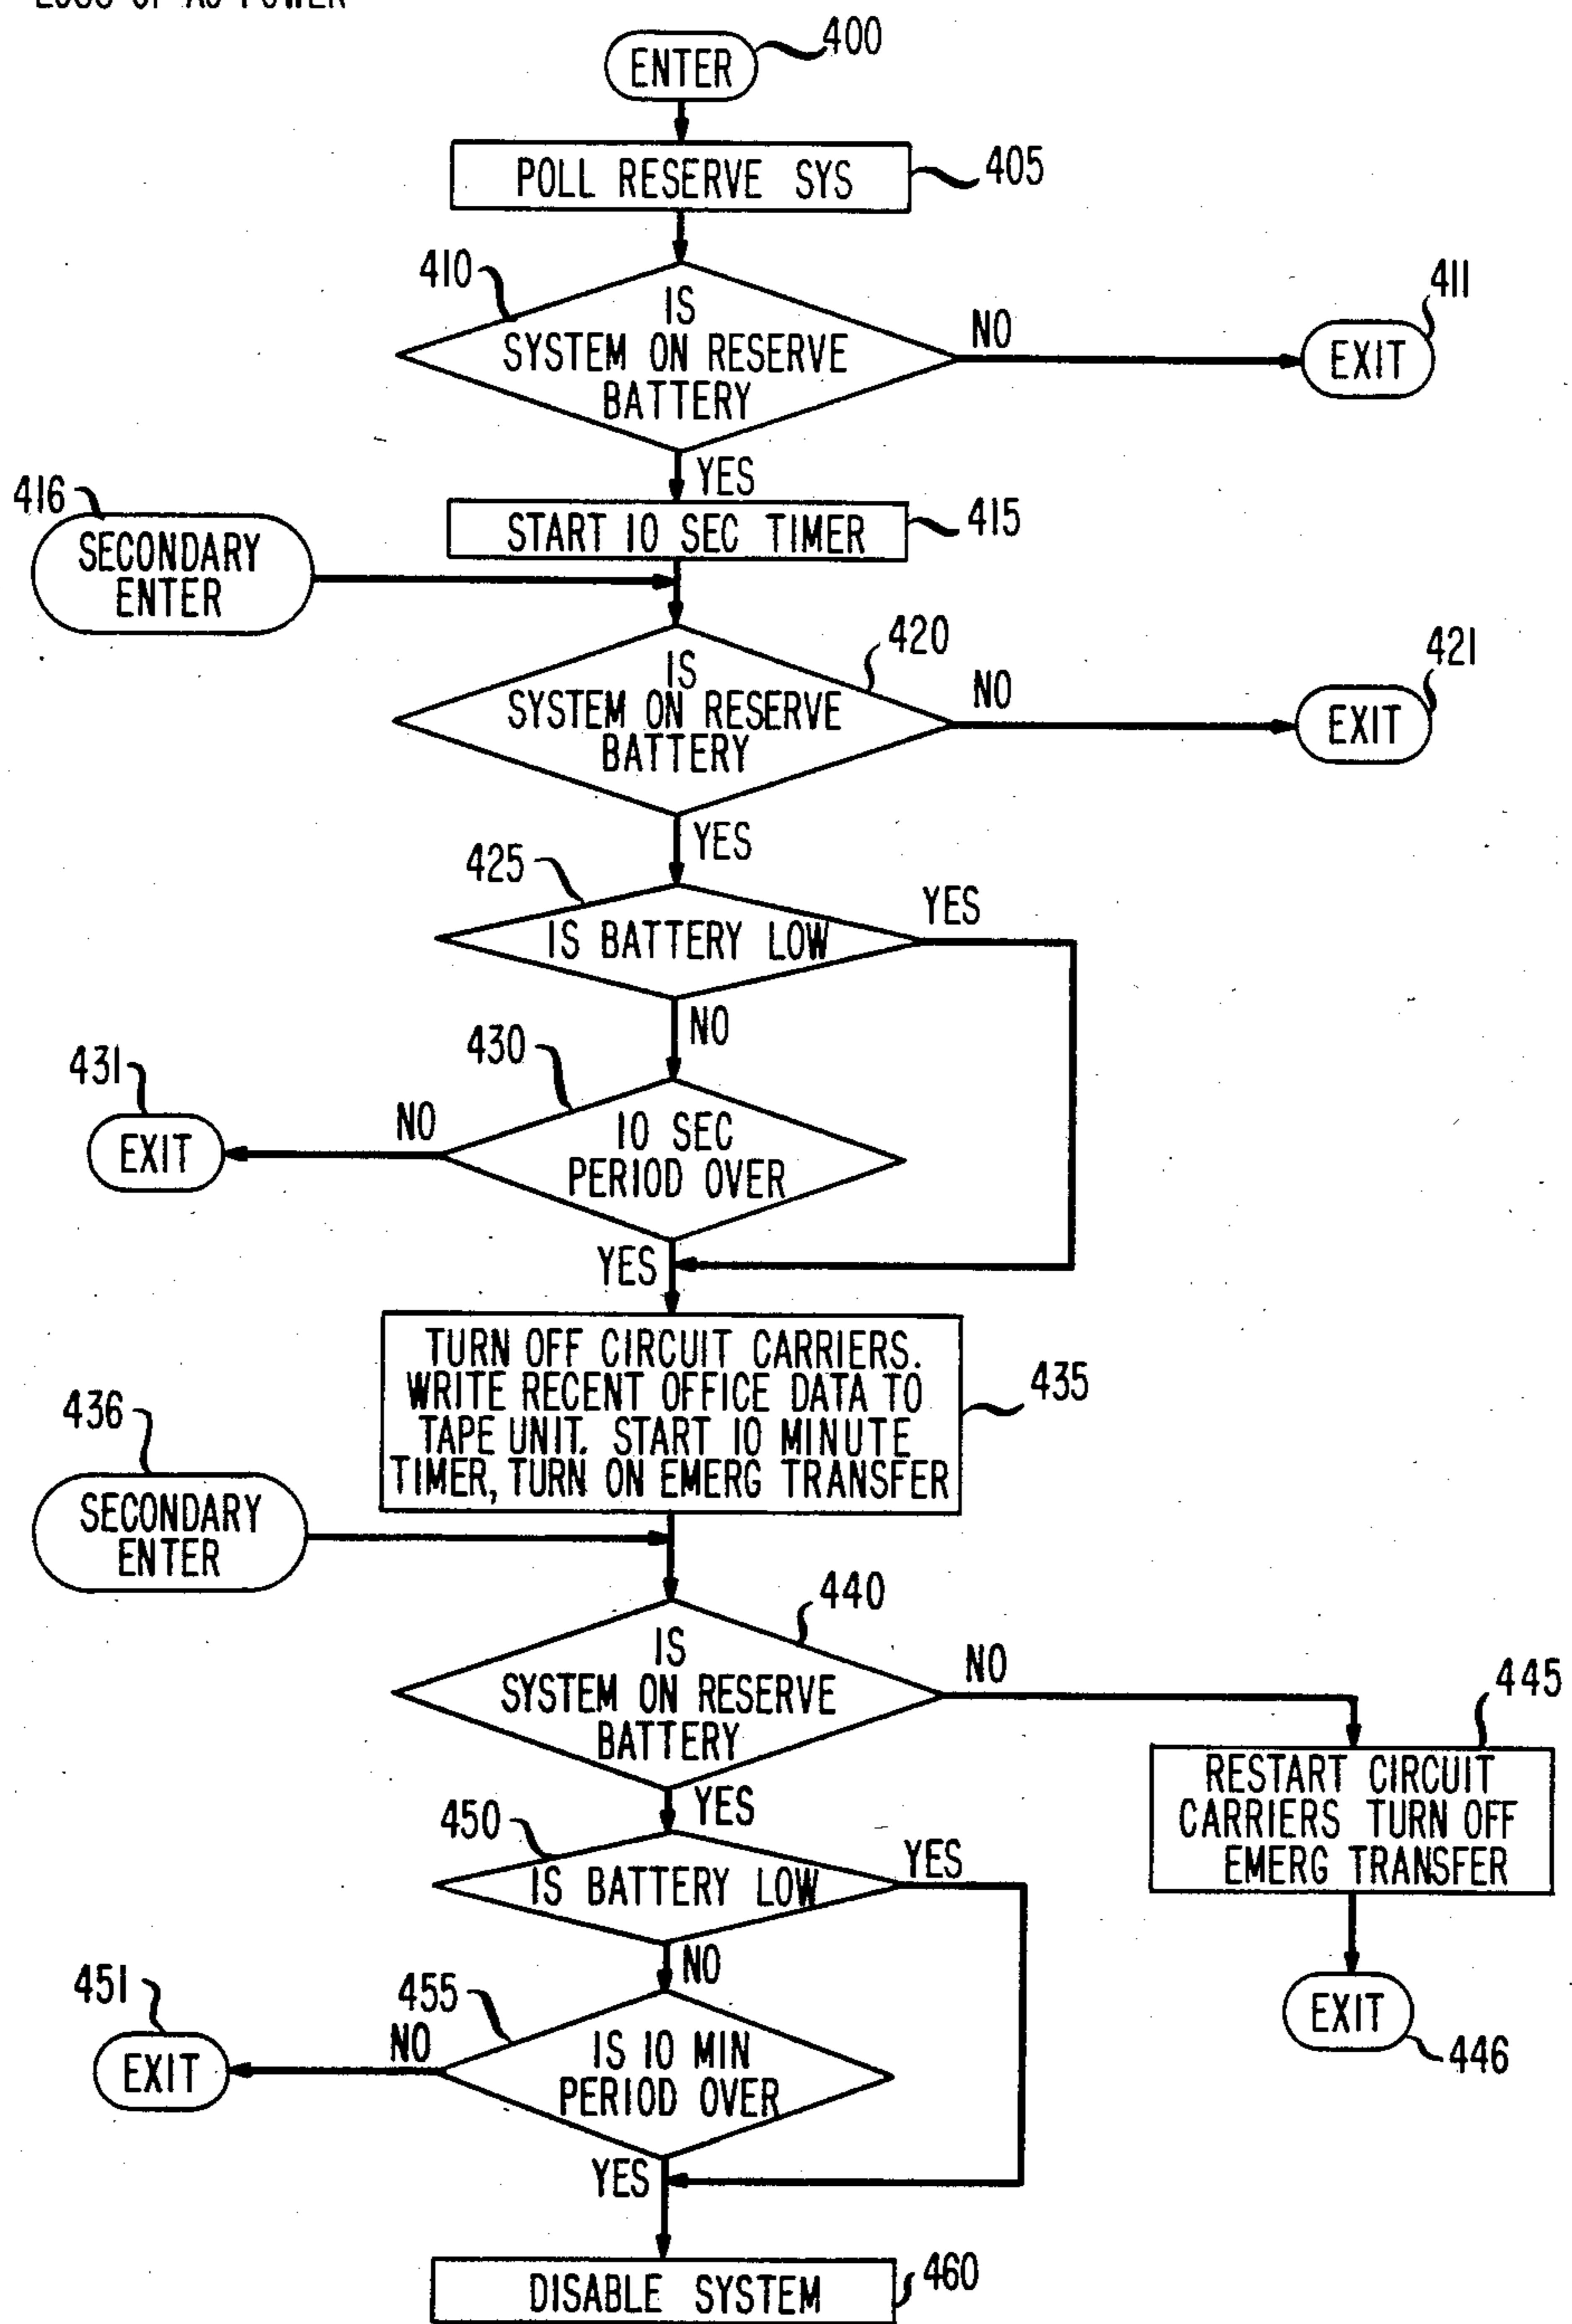 LOSS OF AC POWER
ENTER
400
POLL RESERVE SYS
405
410
IS
SYSTEM ON RESERVE
BATTERY
NO
411
EXIT
YES
416
SECONDARY
ENTER
START 10 SEC TIMER
415
IS
SYSTEM ON RESERVE
BATTERY
420
NO
421
EXIT
YES
425
IS BATTERY LOW
YES
NO
430
431
EXIT
NO
10 SEC
PERIOD OVER
YES
TURN OFF CIRCUIT CARRIERS.
WRITE RECENT OFFICE DATA TO
TAPE UNIT. START 10 MINUTE
TIMER, TURN ON EMERG TRANSFER
435
436
SECONDARY
ENTER
440
IS
SYSTEM ON RESERVE
BATTERY
NO
445
RESTART CIRCUIT
CARRIERS TURN OFF
EMERG TRANSFER
YES
450
IS BATTERY LOW
YES
NO
EXIT
446
451
EXIT
455
NO
IS 10 MIN
PERIOD OVER
YES
DISABLE SYSTEM
460